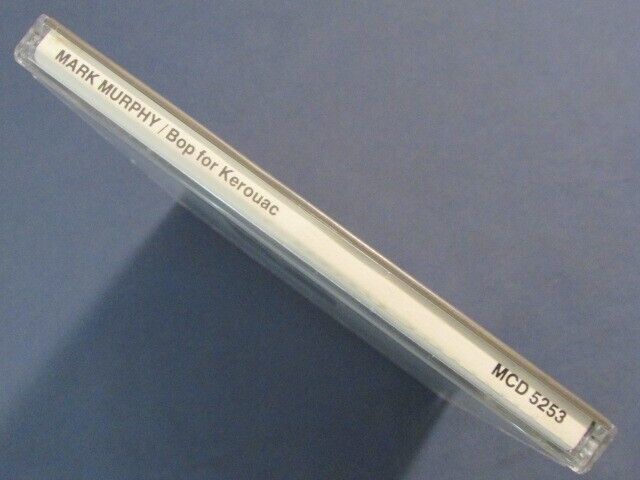 MARK MURPHY / Bop for Kerouac
MCD 5253